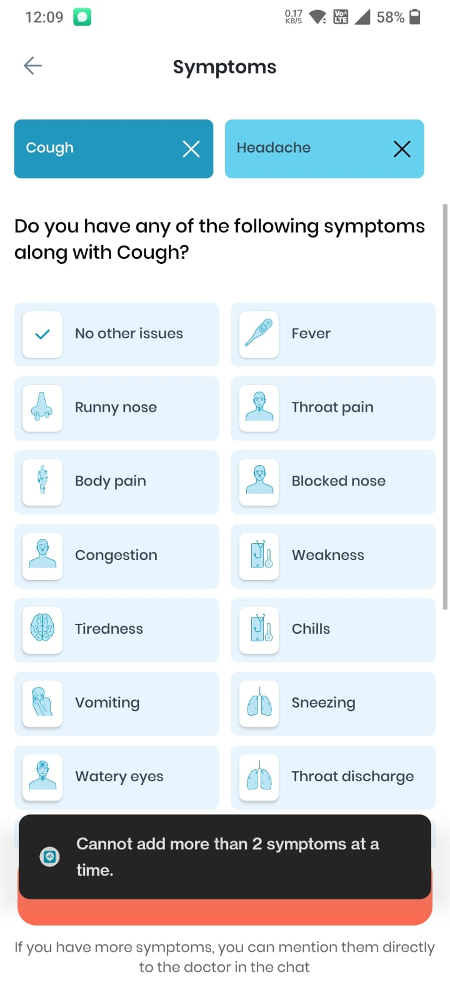 12:09
0.17
KB/S
Vo))
LTE
58%
Symptoms
Cough
Headache
Do you have any of the following symptoms
along with Cough?
No other issues
Fever
Runny nose
Throat pain
Body pain
Blocked nose
Congestion
Weakness
Tiredness
Chills
Vomiting
Sneezing
Watery eyes
Throat discharge
Cannot add more than 2 symptoms at a
time.
If you have more symptoms, you can mention them directly
to the doctor in the chat